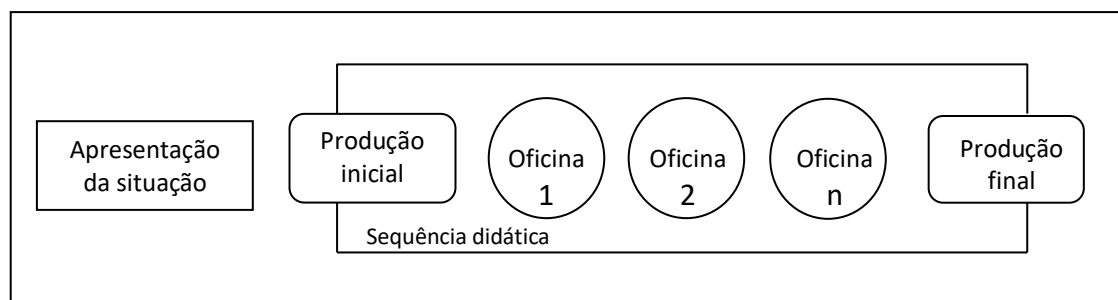 Apresentação
da situação
Produção
inicial
Oficina
1
Oficina
2
Oficina
n
Produção
final
Sequência didática